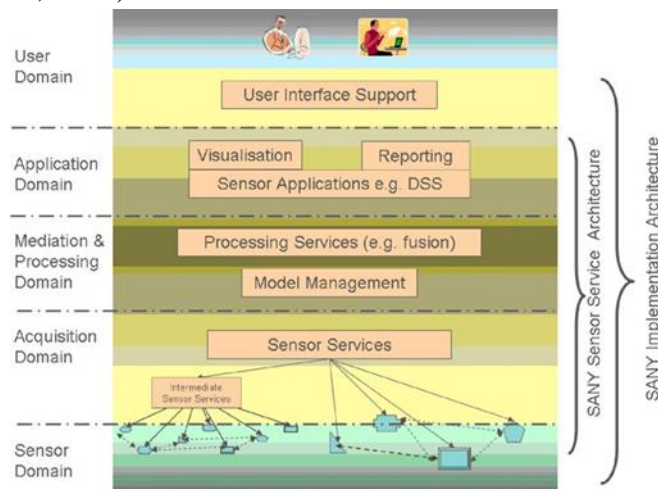 User
Domain
User Interface Support
Application
Domain
Visualisation
Reporting
Sensor Applications e.g. DSS
Mediation &
Processing
Domain
Processing Services (e.g. fusion)
Model Management
Acquisition
Domain
Sensor Services
Intermediate
Sensor Services
Sensor
Domain
SANY Sensor Service Architecture
SANY Implementation Architecture